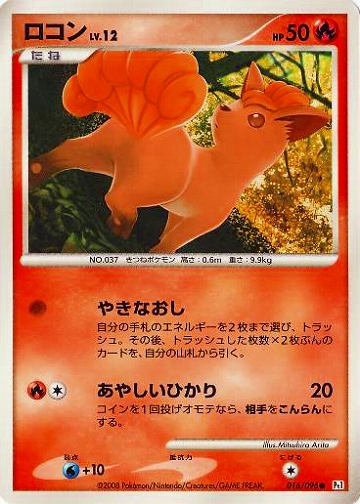 ロコン LV.12
HP 50
たね
NO.037 きつねポケモン 高さ:0.6m 重さ:9.9kg
やきなおし
自分の手札のエネルギーを2枚まで選び、トラッ
シュ。その後、トラッシュした枚数×2枚ぶんの
カードを、自分の山札から引く。
あやしいひかり 20
コインを1回投げオモテなら、相手をこんらんに
する。
Illus. Mitsuhiro Arita
弱点 抵抗力 にげる
+10
©2008 Pokémon/Nintendo/Creatures/GAME FREAK.
016/096